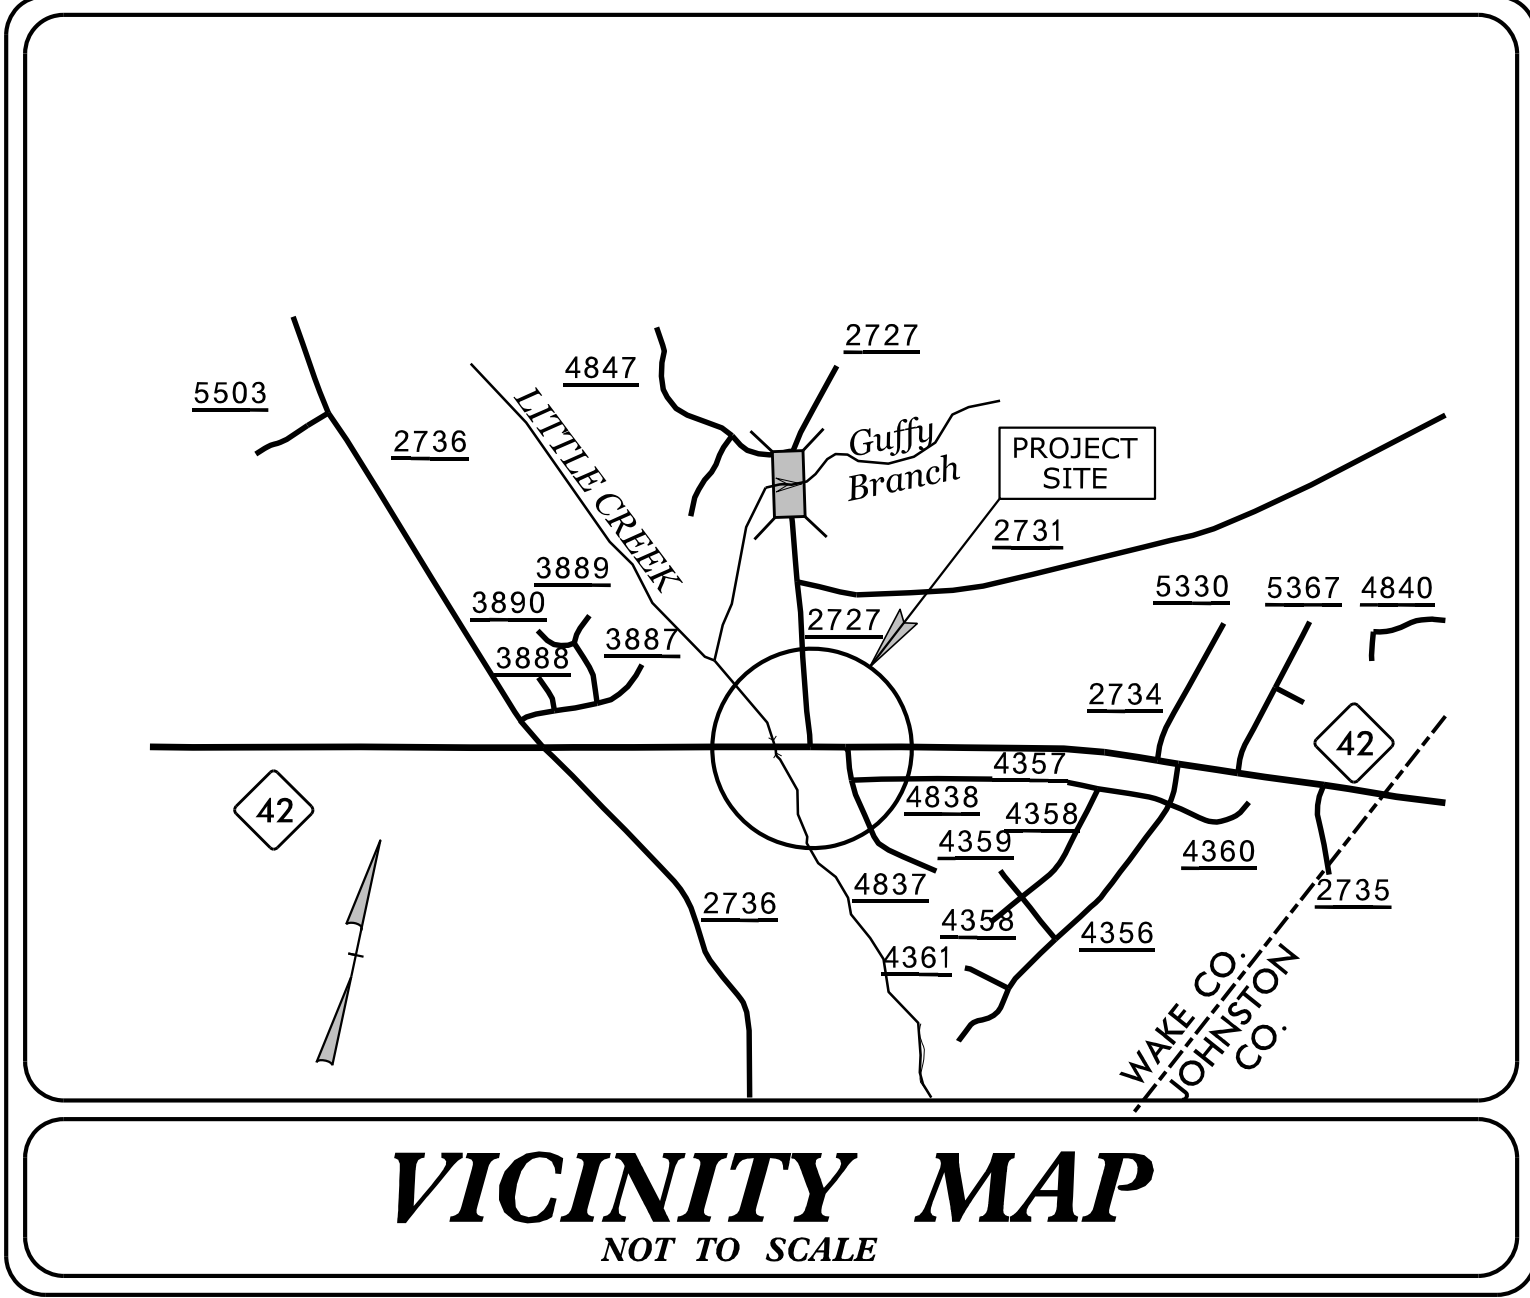 2727
4847
5503
Guffy
2736
LITTLE CREEK
PROJECT
SITE
Branch
2731
3889
5330
5367
4840
3890
2727
3887
3888
2734
42
4357
42
4838
4358
4359
4360
4837
2735
2736
4358
4356
4361
WAKE CO.
JOHNSTON
CO.
VICINITY MAP
NOT TO SCALE